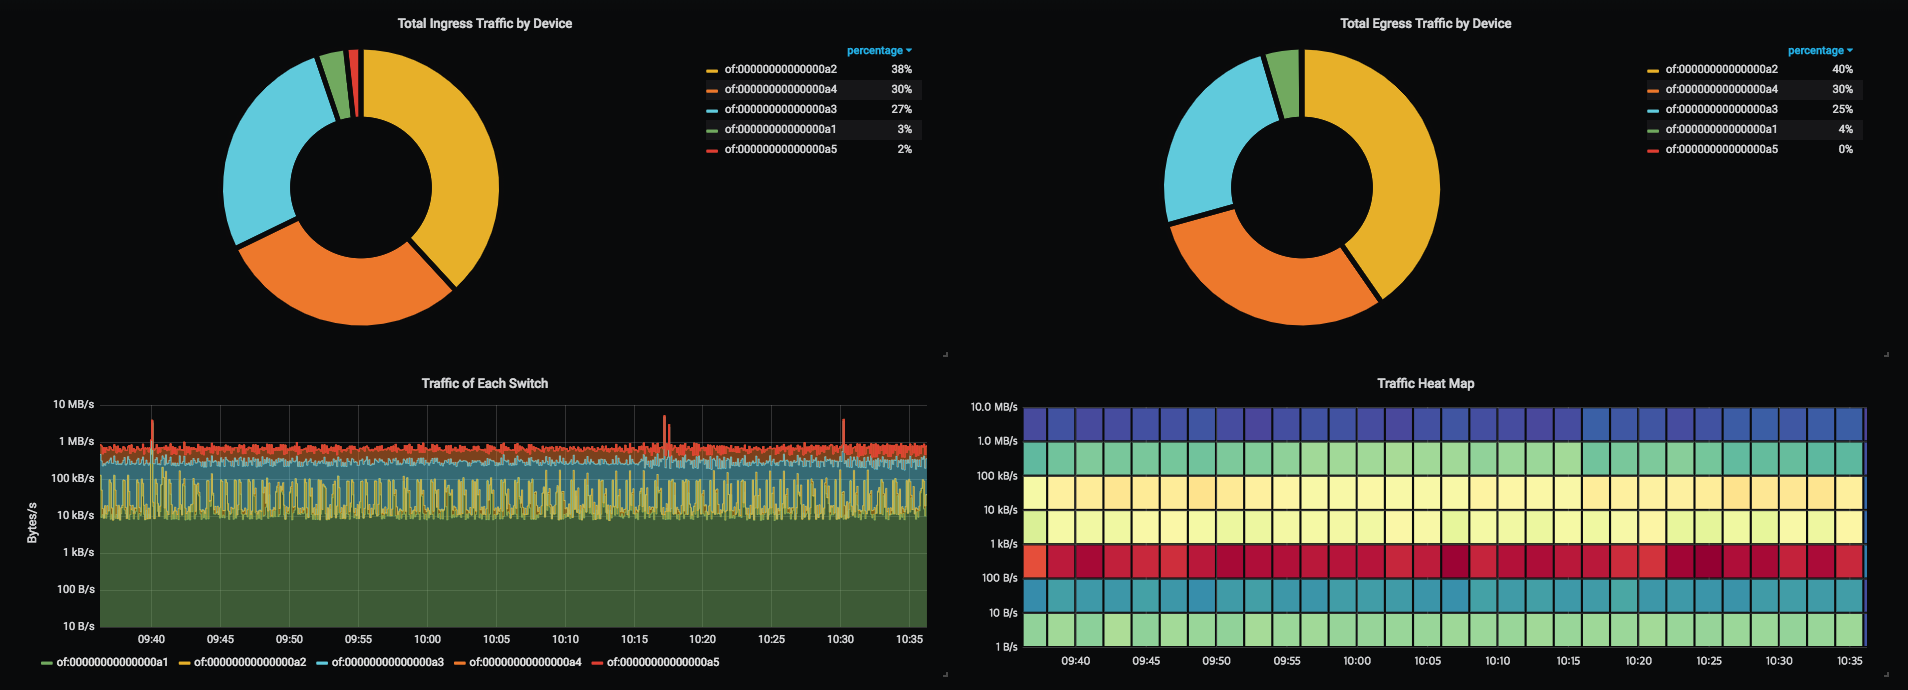 Total Ingress Traffic by Device
percentage
of:00000000000000a2 38%
of:00000000000000a4 30%
of:00000000000000a3 27%
of:00000000000000a1 3%
of:00000000000000a5 2%
Total Egress Traffic by Device
percentage
of:00000000000000a2 40%
of:00000000000000a4 30%
of:00000000000000a3 25%
of:00000000000000a1 4%
of:00000000000000a5 0%
Traffic of Each Switch
Bytes/s
10 MB/s
1 MB/s
100 kB/s
10 kB/s
1 kB/s
100 B/s
10 B/s
09:40 09:45 09:50 09:55 10:00 10:05 10:10 10:15 10:20 10:25 10:30 10:35
of:00000000000000a1 of:00000000000000a2 of:00000000000000a3 of:00000000000000a4 of:00000000000000a5
Traffic Heat Map
10.0 MB/s
1.0 MB/s
100 kB/s
10 kB/s
1 kB/s
100 B/s
10 B/s
1 B/s
09:40 09:45 09:50 09:55 10:00 10:05 10:10 10:15 10:20 10:25 10:30 10:35